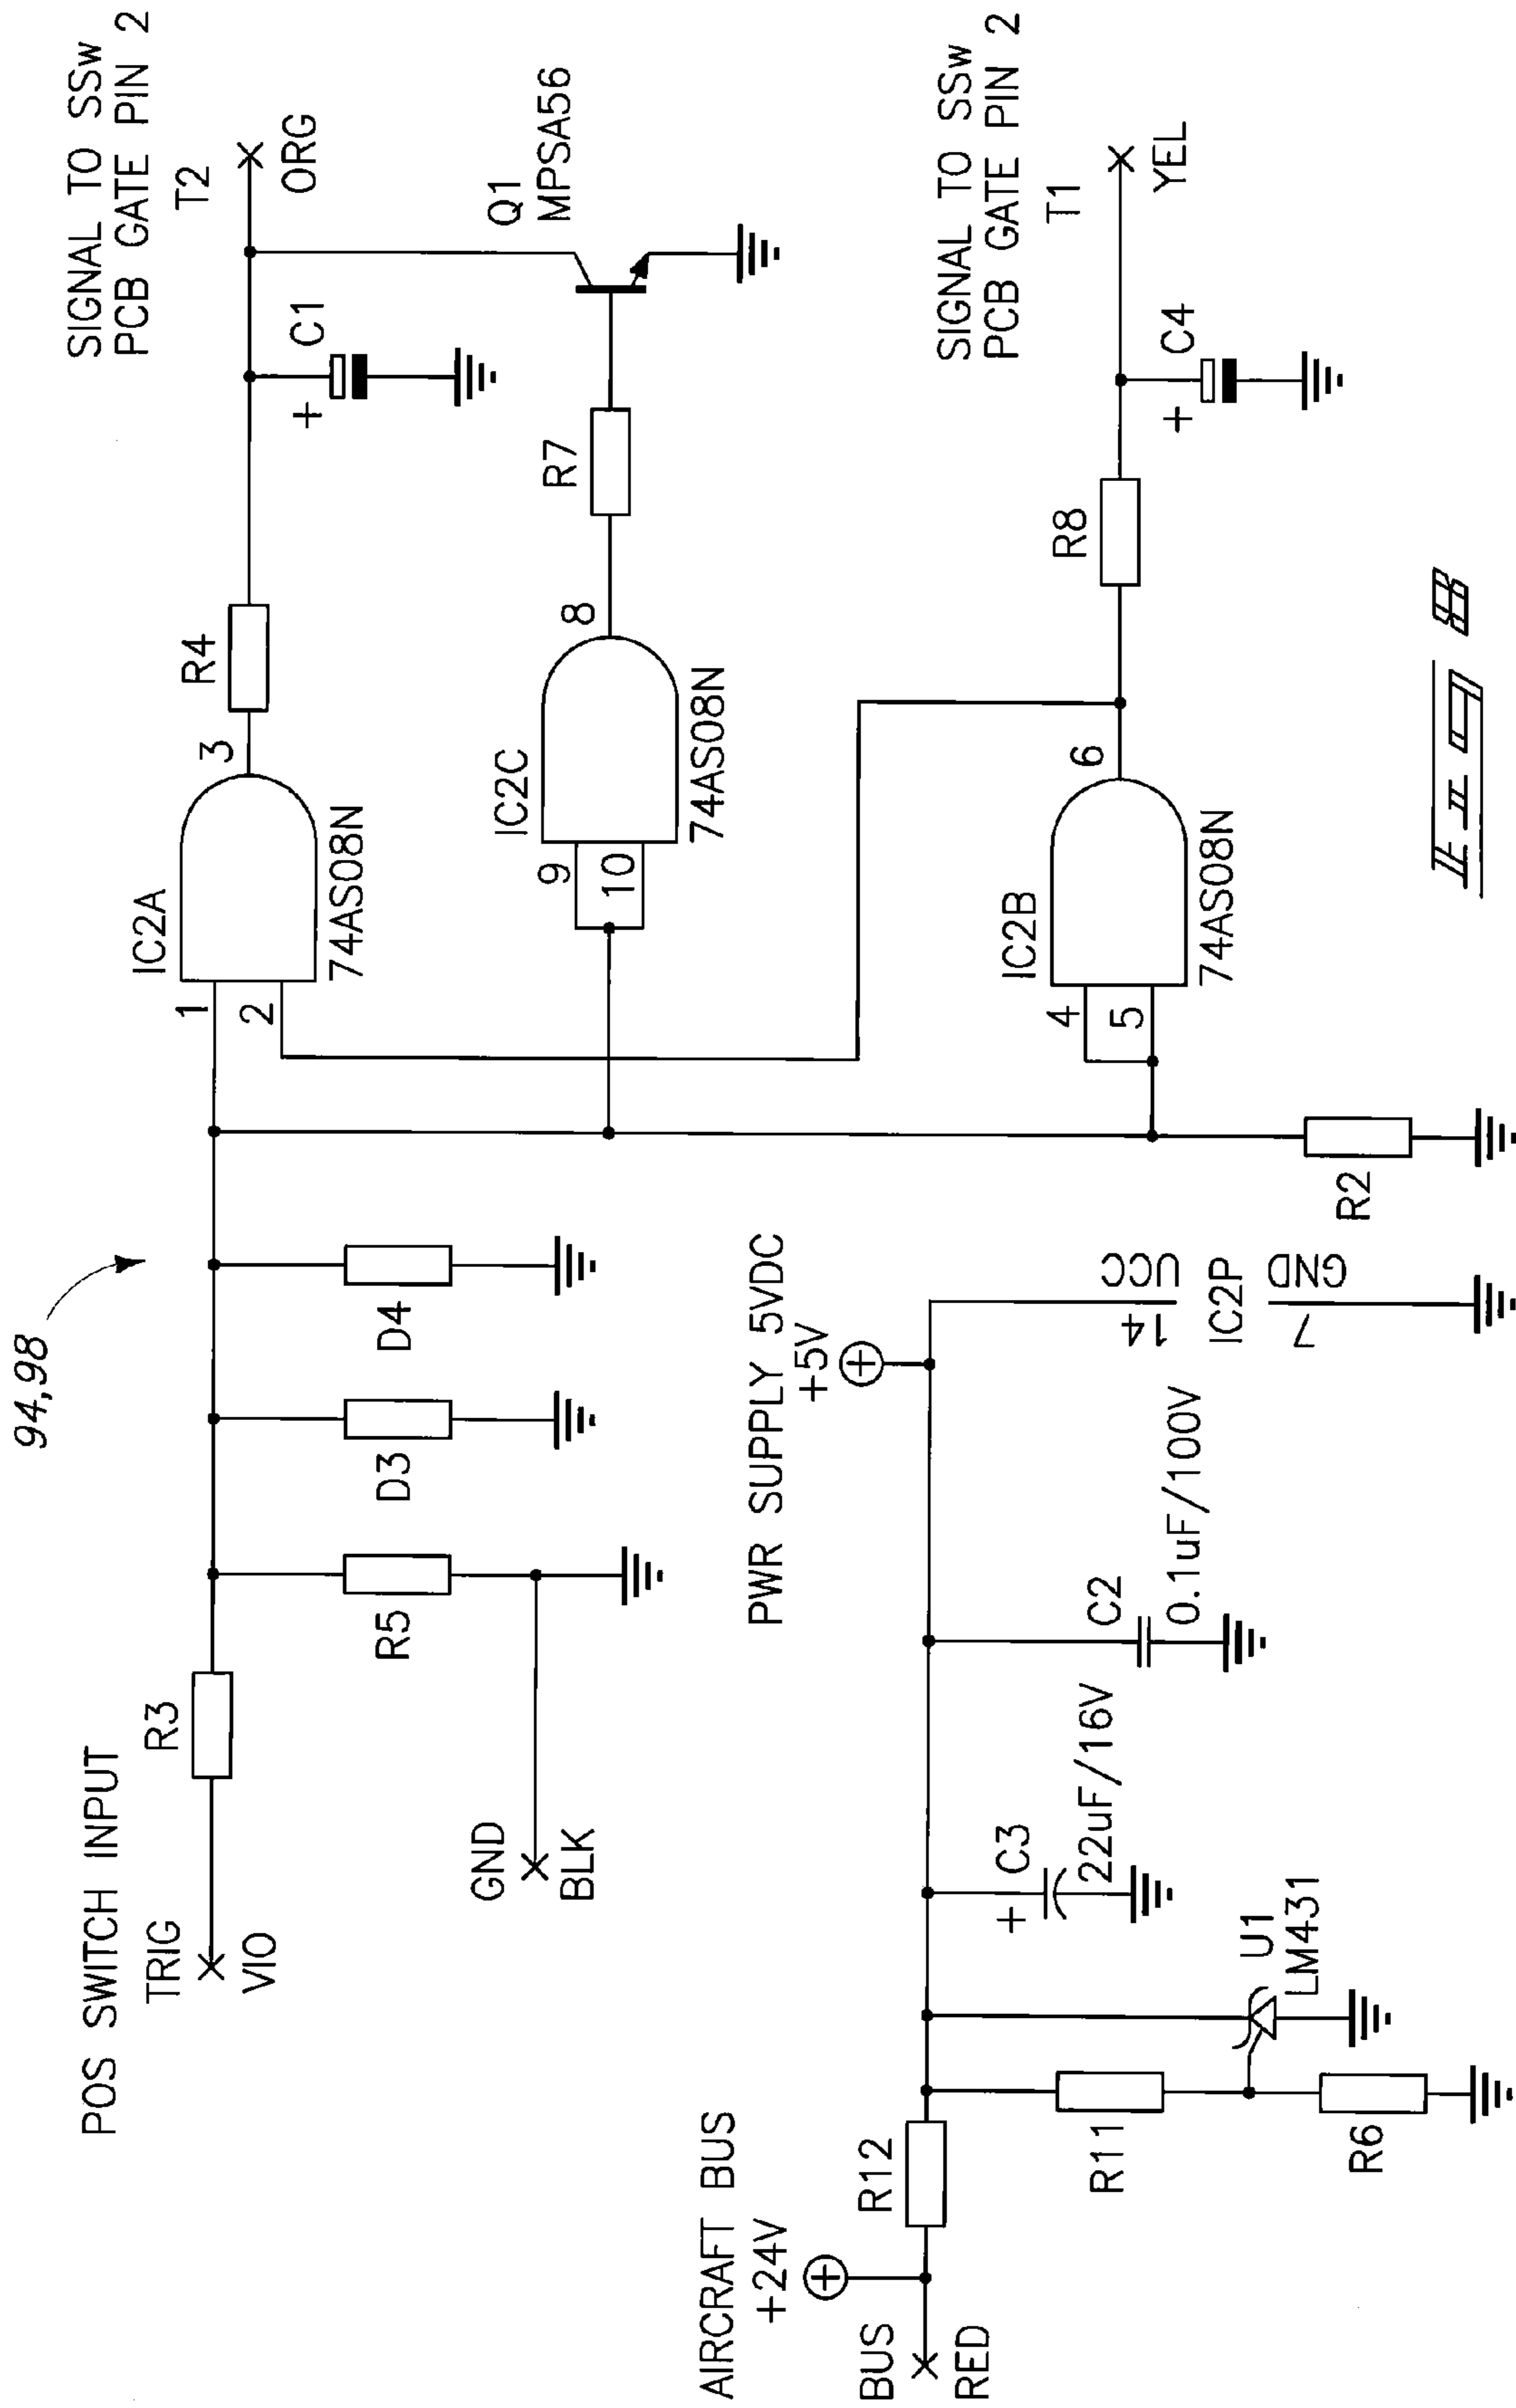 94,98
POS SWITCH INPUT
TRIG
VIO
R3
GND
BLK
R5
D3
D4
1
2
IC2A
74AS08N
3
R4
+
C1
SIGNAL TO SSw
PCB GATE PIN 2
T2
ORG
9
10
IC2C
74AS08N
8
R7
Q1
MPSA56
4
5
IC2B
74AS08N
6
R8
+
C4
SIGNAL TO SSw
PCB GATE PIN 2
T1
YEL
R2
AIRCRAFT BUS
+24V
BUS
RED
R12
R11
R6
U1
LM431
+
C3
22uF/16V
C2
0.1uF/100V
PWR SUPPLY 5VDC
+5V
14
UCC
IC2P
7
GND
FIG. 8